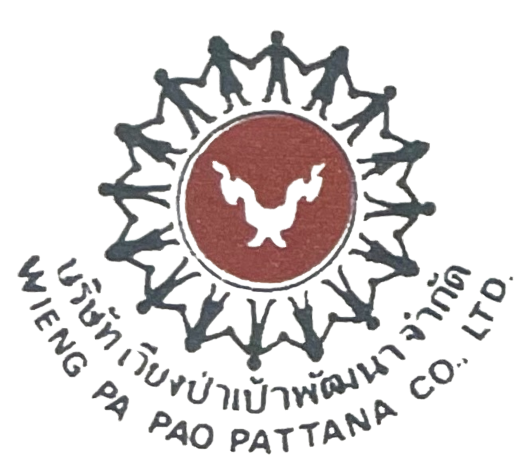 บริษัท เวียงป่าเป้าพัฒนา จำกัด
WIENG PA PAO PATTANA CO., LTD.